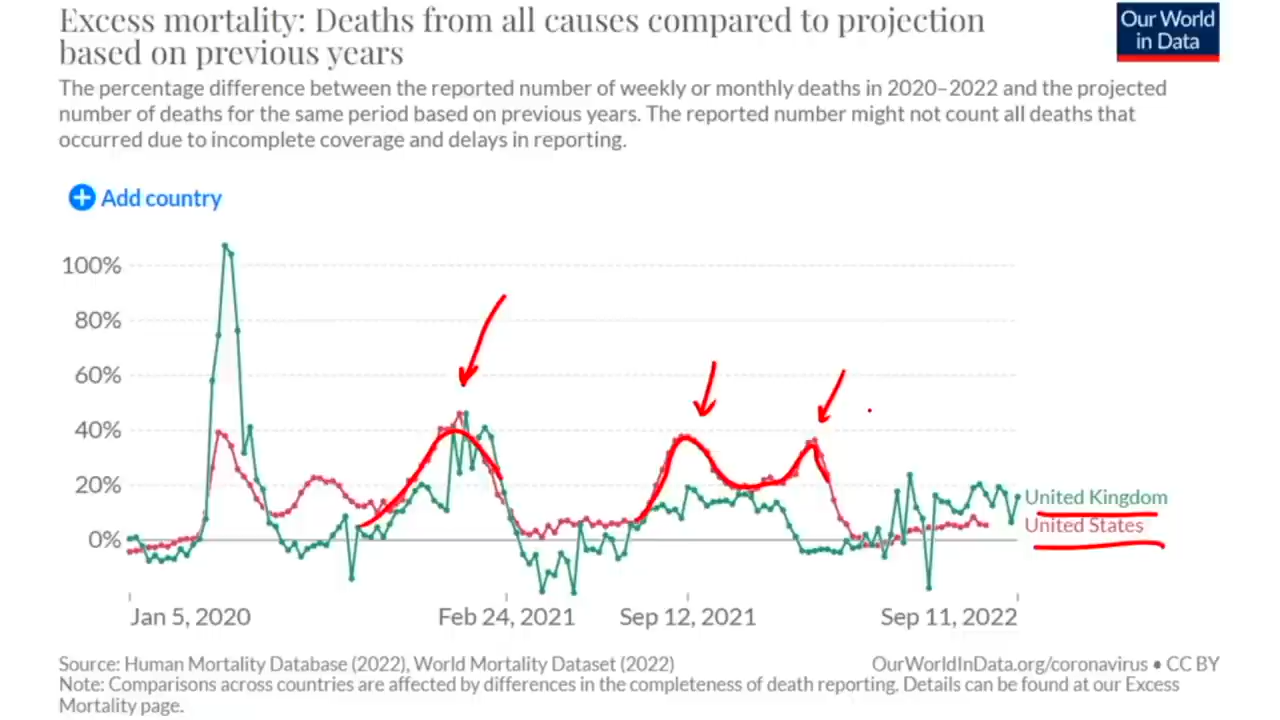 Excess mortality: Deaths from all causes compared to projection
based on previous years
Our World
in Data
The percentage difference between the reported number of weekly or monthly deaths in 2020–2022 and the projected
number of deaths for the same period based on previous years. The reported number might not count all deaths that
occurred due to incomplete coverage and delays in reporting.
Add country
100%
80%
60%
40%
20%
0%
United Kingdom
United States
Jan 5, 2020
Feb 24, 2021
Sep 12, 2021
Sep 11, 2022
Source: Human Mortality Database (2022), World Mortality Dataset (2022)
OurWorldInData.org/coronavirus • CC BY
Note: Comparisons across countries are affected by differences in the completeness of death reporting. Details can be found at our Excess
Mortality page.